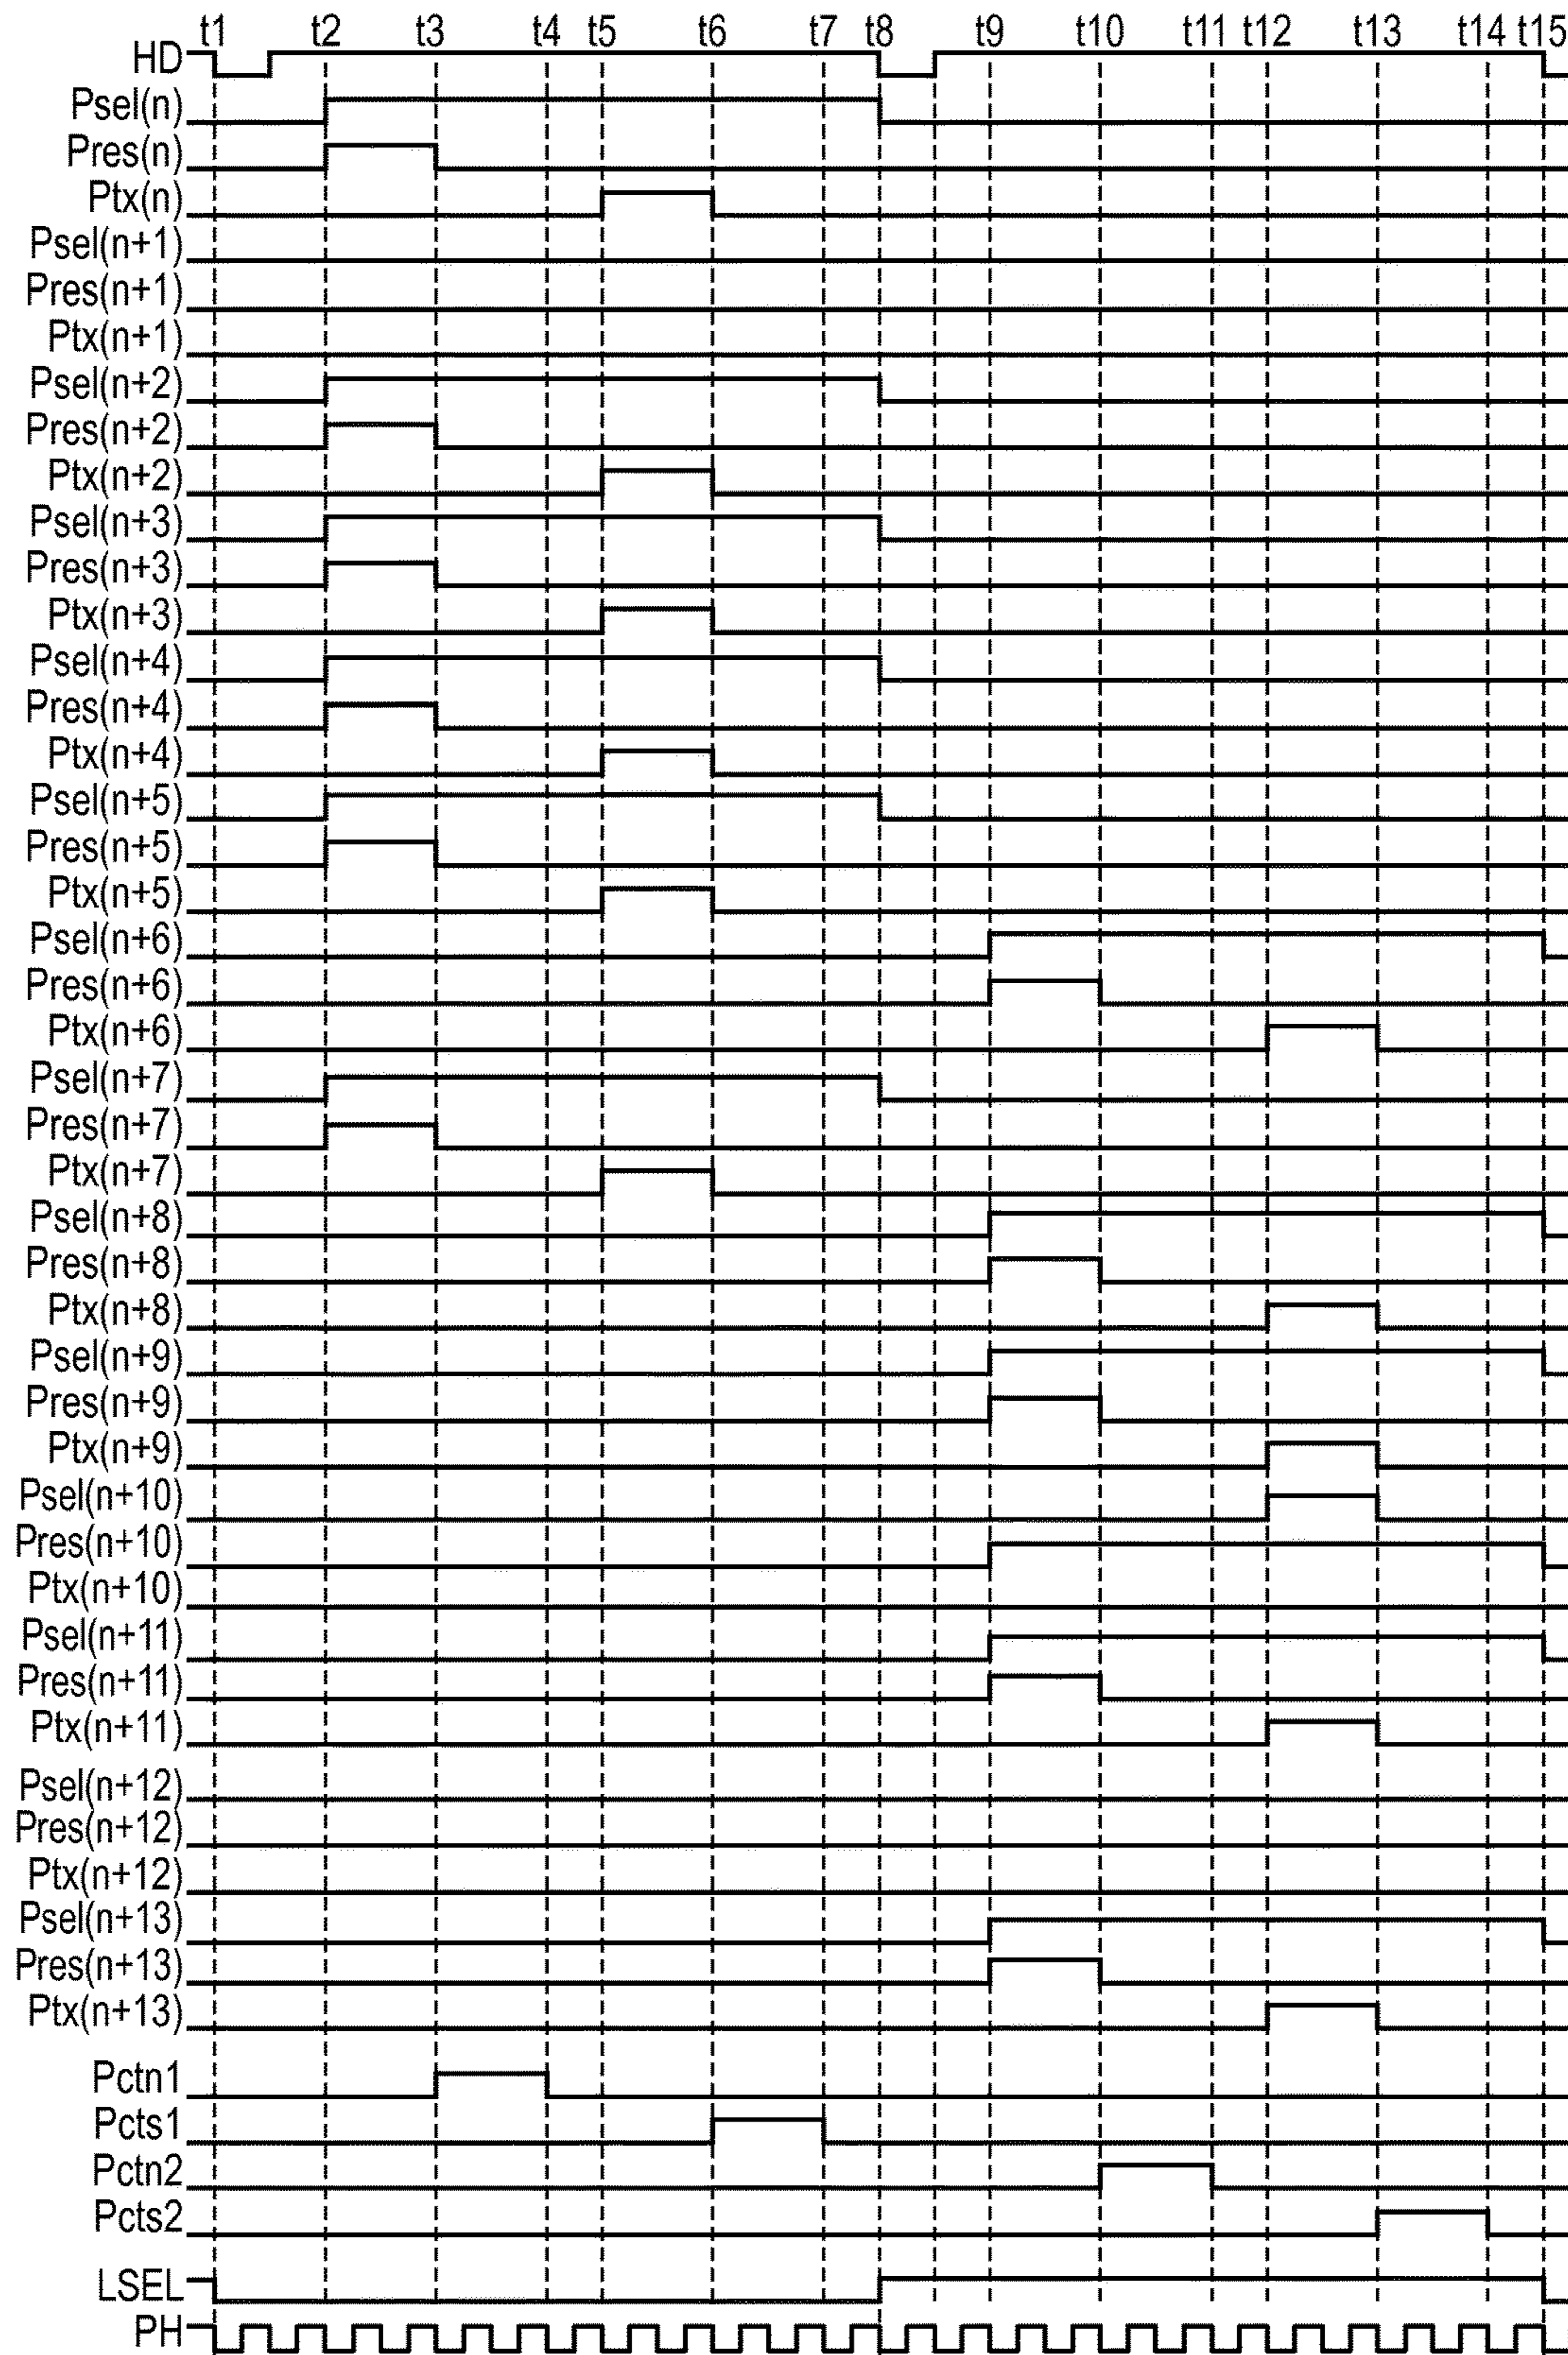 t1 t2 t3 t4 t5 t6 t7 t8 t9 t10 t11 t12 t13 t14 t15
HD
Psel(n)
Pres(n)
Ptx(n)
Psel(n+1)
Pres(n+1)
Ptx(n+1)
Psel(n+2)
Pres(n+2)
Ptx(n+2)
Psel(n+3)
Pres(n+3)
Ptx(n+3)
Psel(n+4)
Pres(n+4)
Ptx(n+4)
Psel(n+5)
Pres(n+5)
Ptx(n+5)
Psel(n+6)
Pres(n+6)
Ptx(n+6)
Psel(n+7)
Pres(n+7)
Ptx(n+7)
Psel(n+8)
Pres(n+8)
Ptx(n+8)
Psel(n+9)
Pres(n+9)
Ptx(n+9)
Psel(n+10)
Pres(n+10)
Ptx(n+10)
Psel(n+11)
Pres(n+11)
Ptx(n+11)
Psel(n+12)
Pres(n+12)
Ptx(n+12)
Psel(n+13)
Pres(n+13)
Ptx(n+13)
Pctn1
Pcts1
Pctn2
Pcts2
LSEL
PH